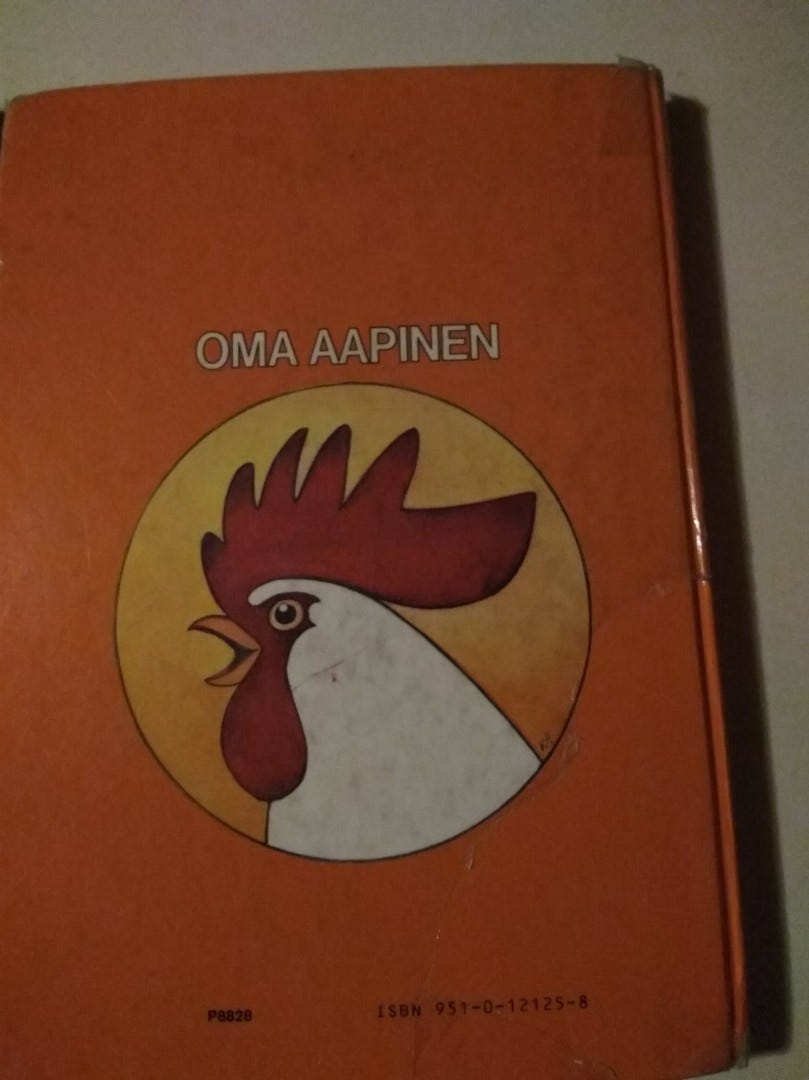 OMA AAPINEN
P8828
ISBN 951-0-12125-8